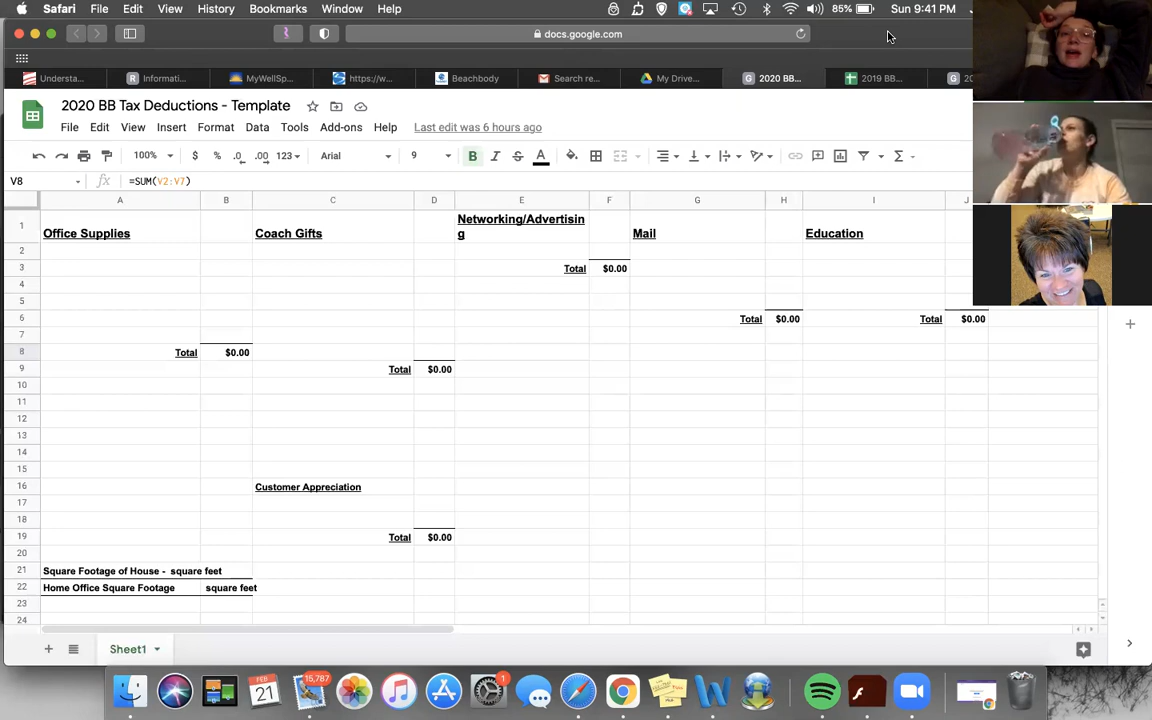 Safari File Edit View History Bookmarks Window Help 85% Sun 9:41 PM
docs.google.com
Understa... Informati... MyWellSp... https://w... Beachbody Search re... My Drive... 2020 BB... 2019 BB... 20
2020 BB Tax Deductions - Template
File Edit View Insert Format Data Tools Add-ons Help Last edit was 6 hours ago
100% $ % .0 .00 123 Arial 9 B I S A
V8 fx =SUM(V2:V7)
A B C D E F G H I J
1 Office Supplies Coach Gifts Networking/Advertising Mail Education
2
3 Total $0.00
4
5
6 Total $0.00 Total $0.00
7
8 Total $0.00
9 Total $0.00
10
11
12
13
14
15
16 Customer Appreciation
17
18
19 Total $0.00
20
21 Square Footage of House - square feet
22 Home Office Square Footage square feet
23
24
Sheet1
FEB 21 15,787 1